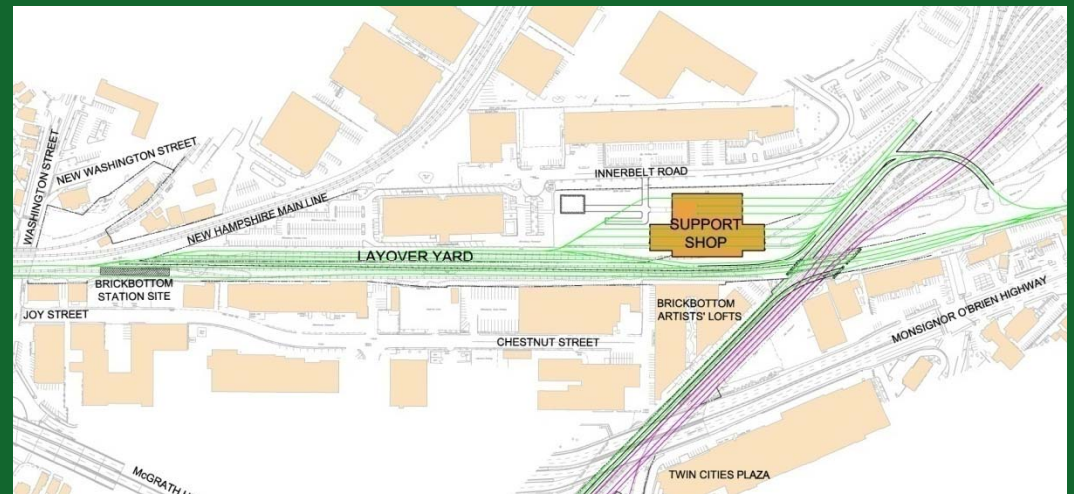 WASHINGTON STREET
NEW WASHINGTON STREET
NEW HAMPSHIRE MAIN LINE
INNERBELT ROAD
SUPPORT
SHOP
LAYOVER YARD
BRICKBOTTOM
STATION SITE
JOY STREET
BRICKBOTTOM
ARTISTS' LOFTS
CHESTNUT STREET
MONSIGNOR O'BRIEN HIGHWAY
McGRATH
TWIN CITIES PLAZA